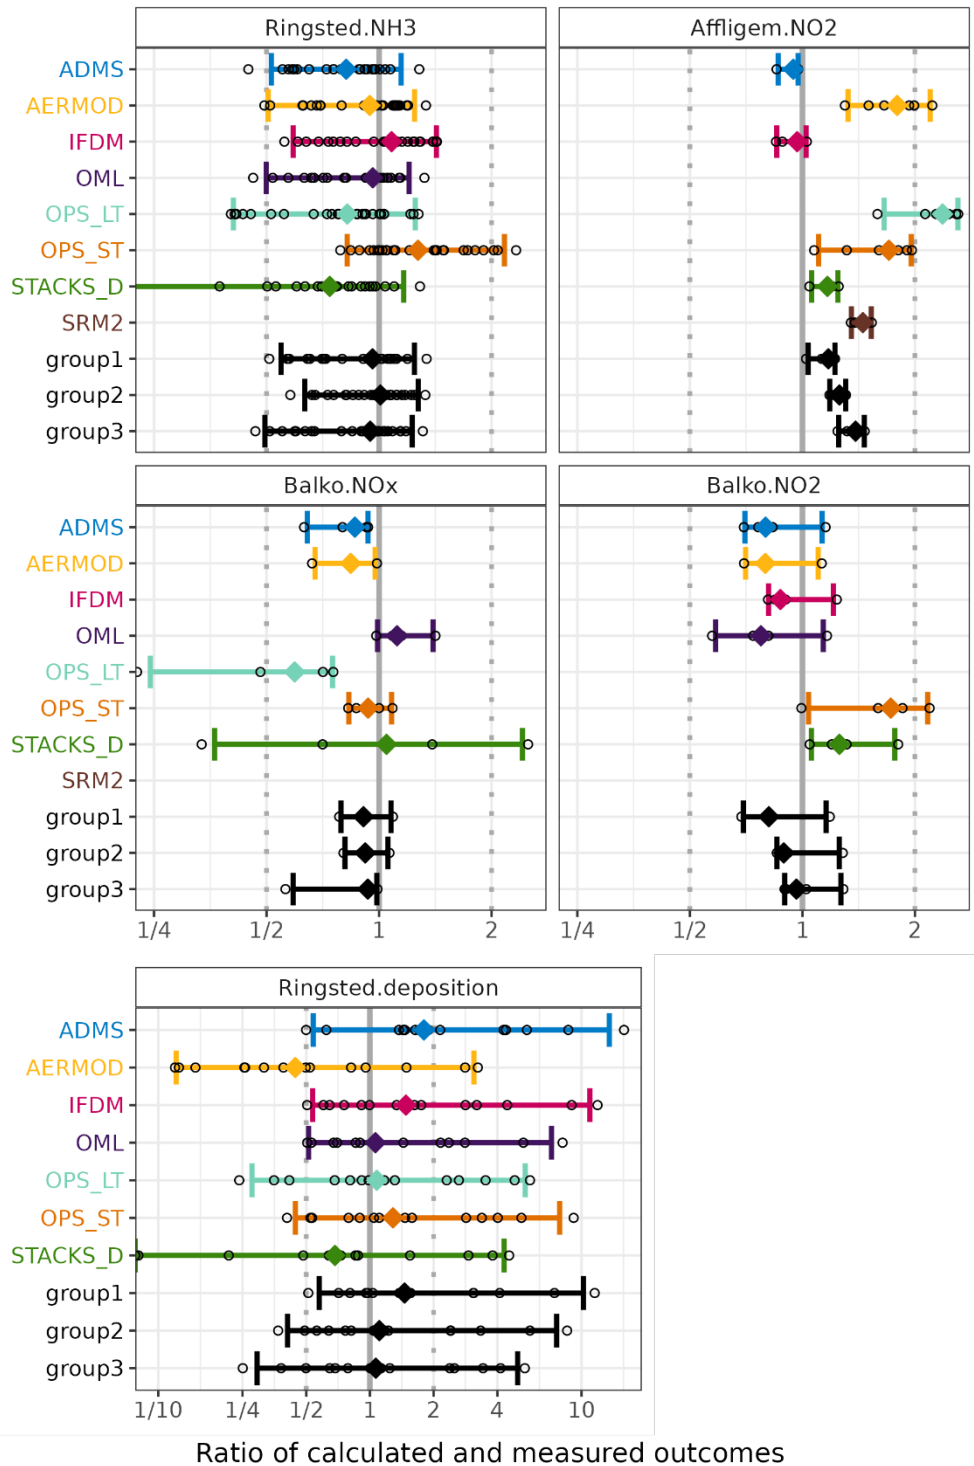 Ringsted.NH3
Affligem.NO2
ADMS
AERMOD
IFDM
OML
OPS_LT
OPS_ST
STACKS_D
SRM2
group1
group2
group3
Balko.NOx
Balko.NO2
ADMS
AERMOD
IFDM
OML
OPS_LT
OPS_ST
STACKS_D
SRM2
group1
group2
group3
1/4 1/2 1 2
1/4 1/2 1 2
Ringsted.deposition
ADMS
AERMOD
IFDM
OML
OPS_LT
OPS_ST
STACKS_D
group1
group2
group3
1/10 1/4 1/2 1 2 4 10
Ratio of calculated and measured outcomes